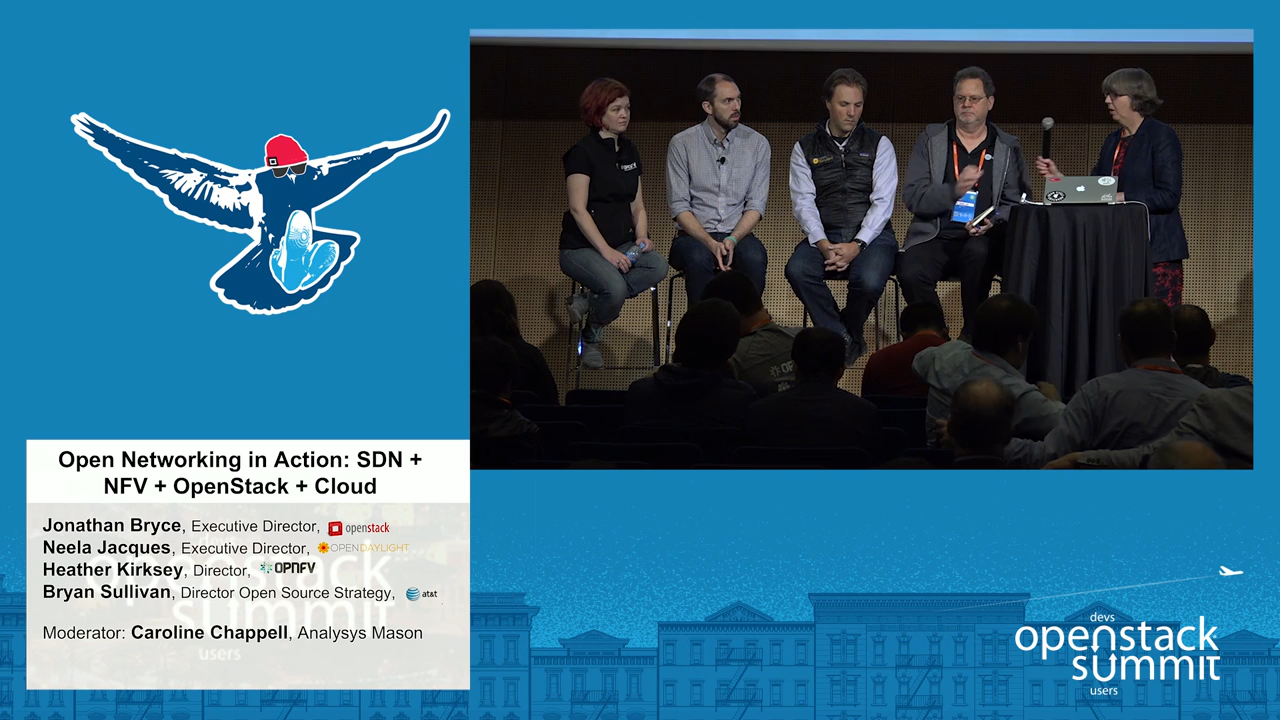 Open Networking in Action: SDN +
NFV + OpenStack + Cloud
Jonathan Bryce, Executive Director, openstack
Neela Jacques, Executive Director, OPENDAYLIGHT
Heather Kirksey, Director, OPNFV
Bryan Sullivan, Director Open Source Strategy, at&t
Moderator: Caroline Chappell, Analysys Mason
devs
openstack
summit
users